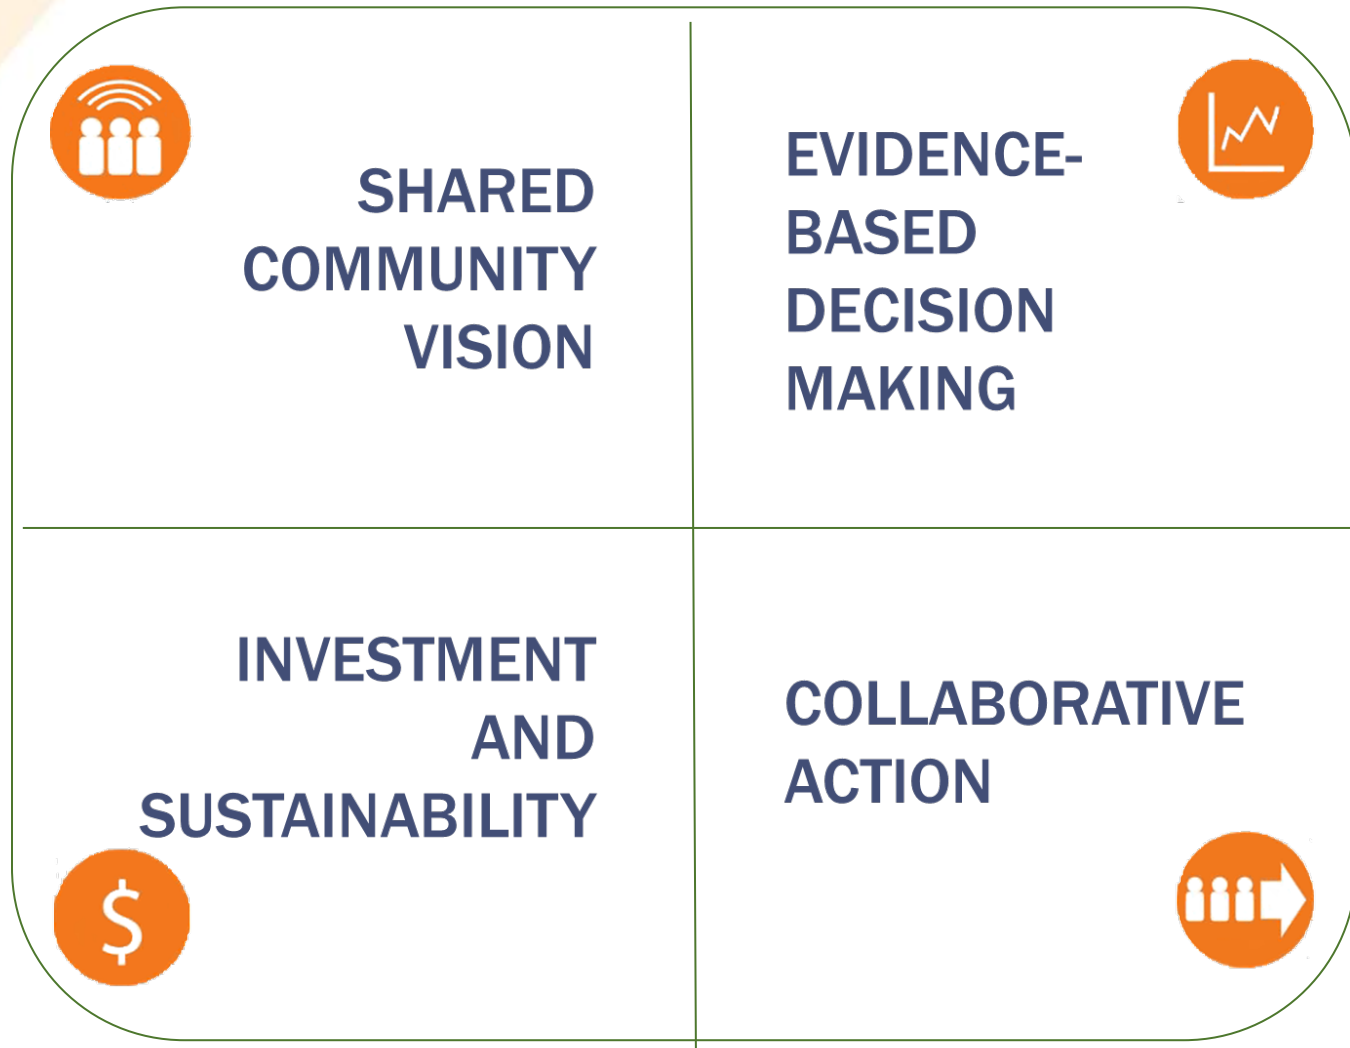 SHARED
COMMUNITY
VISION
EVIDENCE-
BASED
DECISION
MAKING
INVESTMENT
AND
SUSTAINABILITY
$
COLLABORATIVE
ACTION